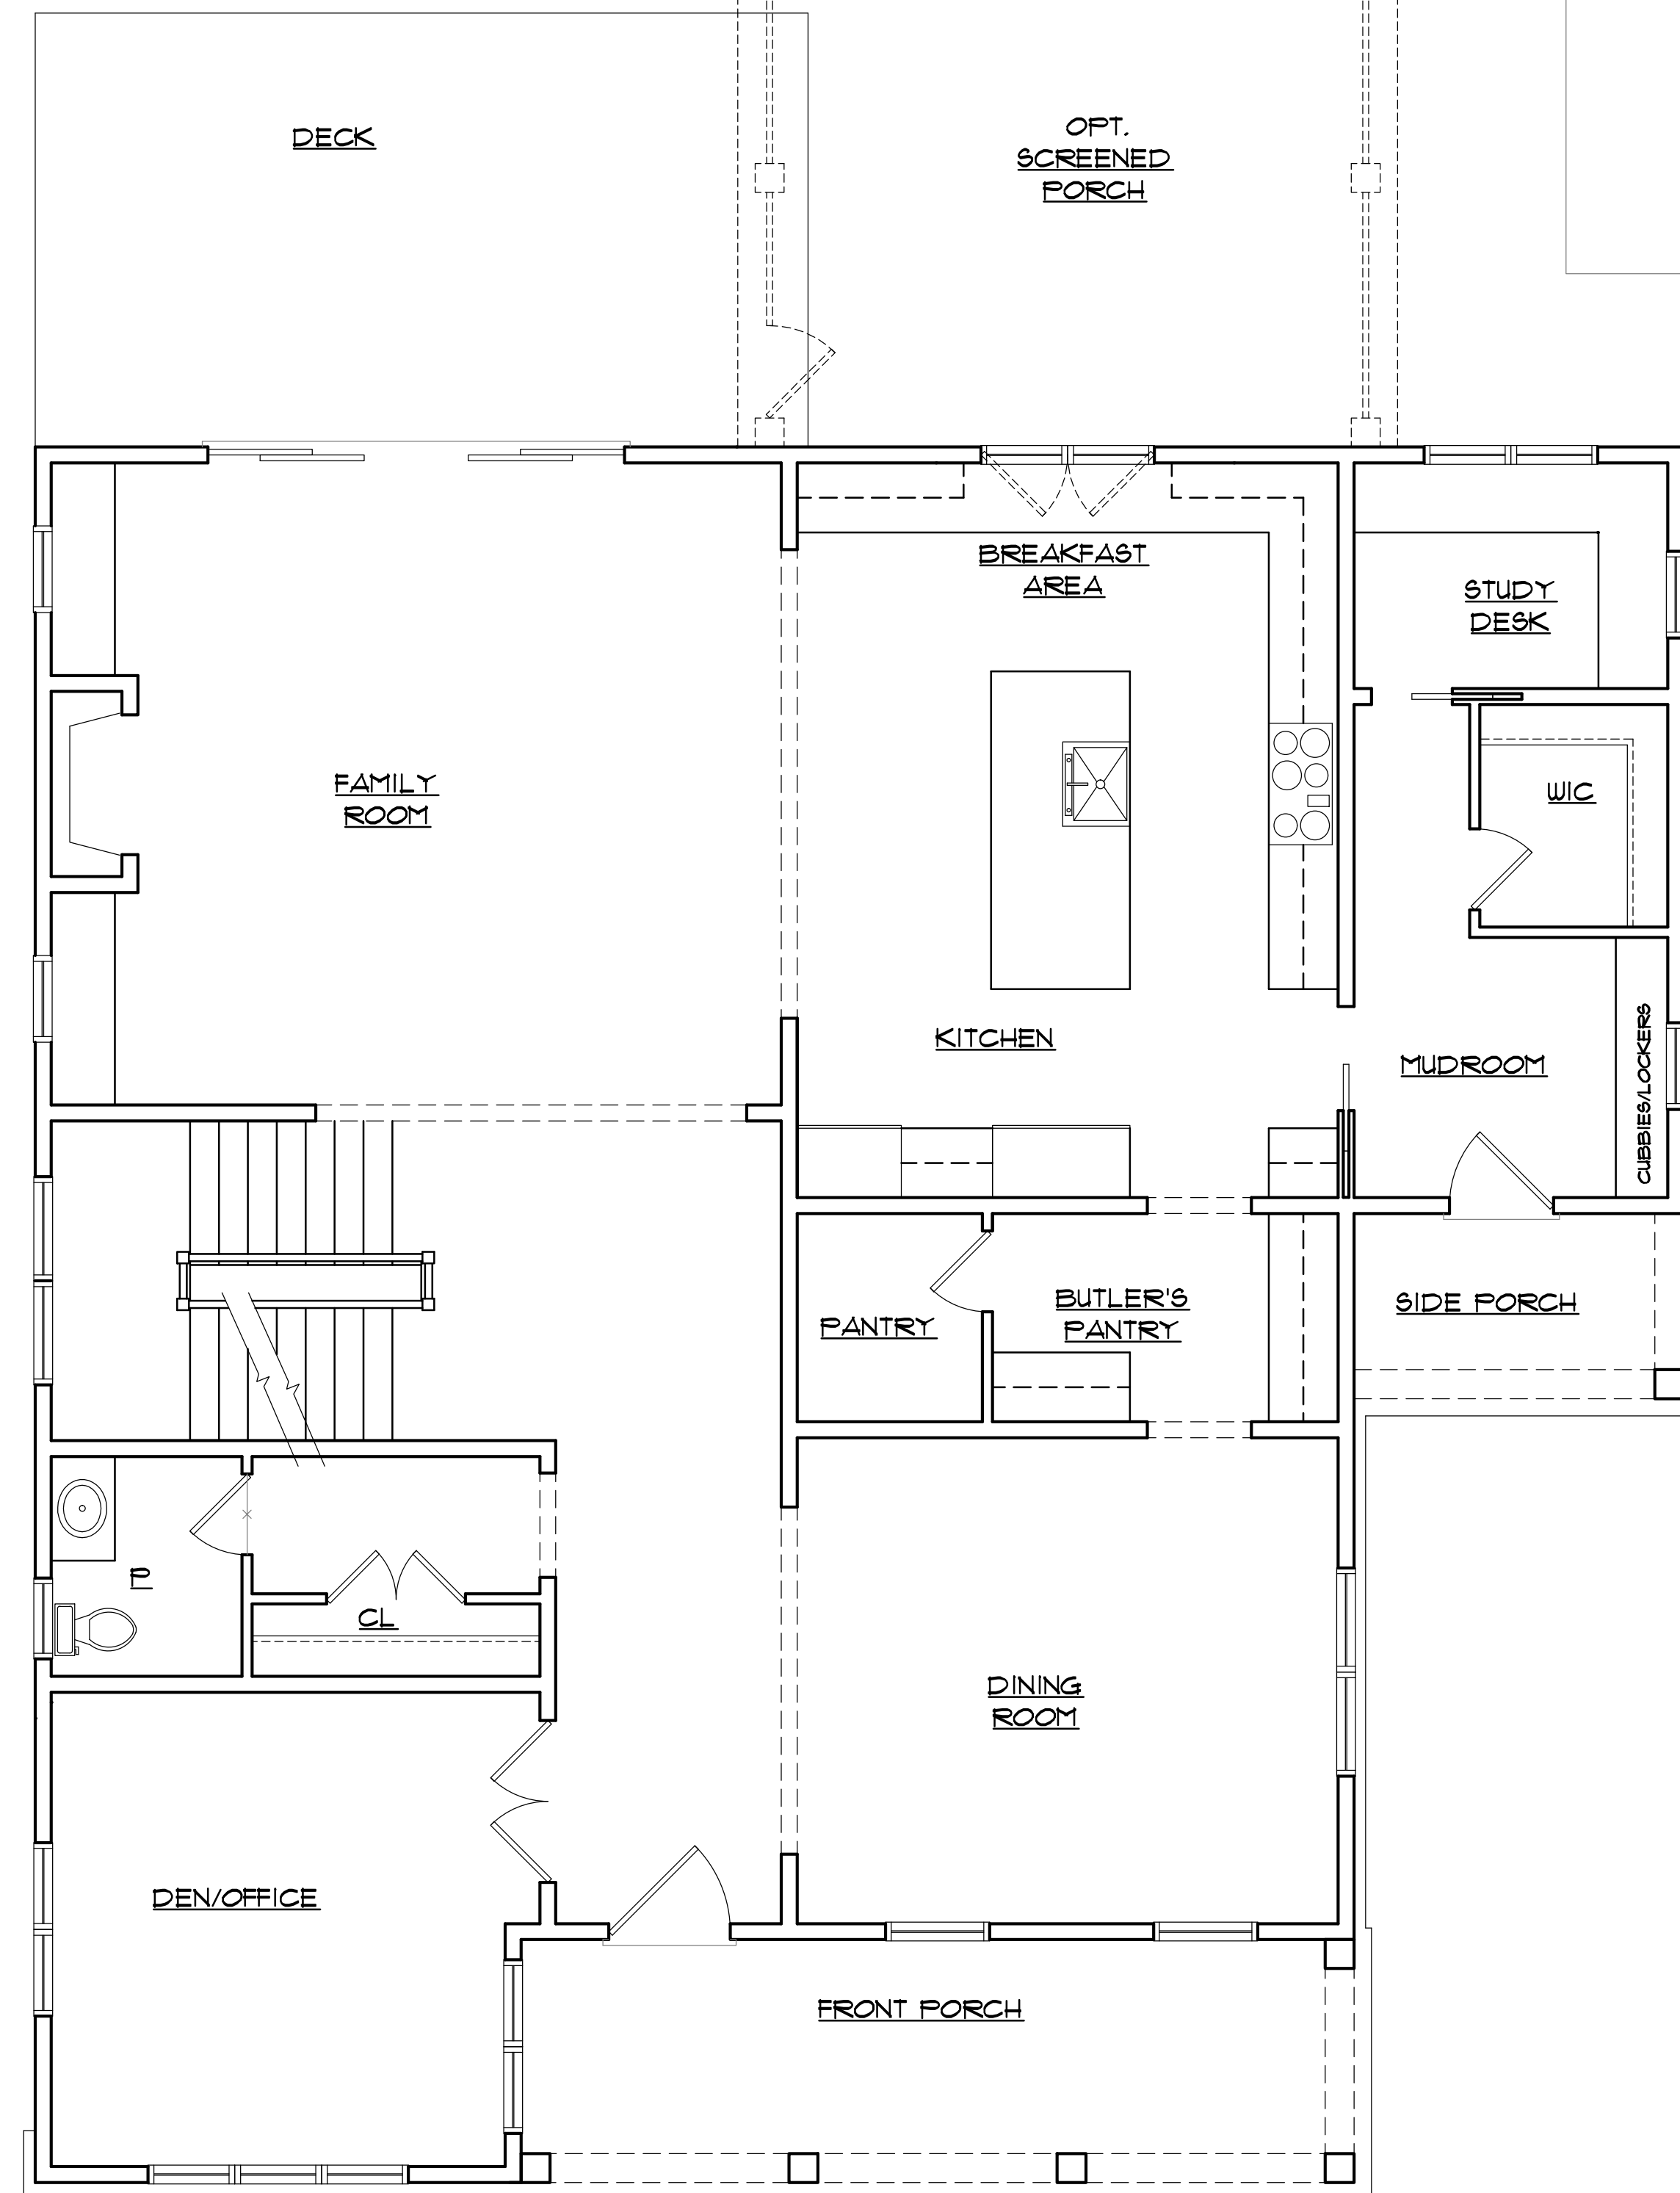 DECK
OPT.
SCREENED
PORCH
BREAKFAST
AREA
STUDY
DESK
FAMILY
ROOM
WIC
KITCHEN
MUDROOM
CUBBIES/LOCKERS
PANTRY
BUTLER'S
PANTRY
SIDE PORCH
P
CL
DINING
ROOM
DEN/OFFICE
FRONT PORCH